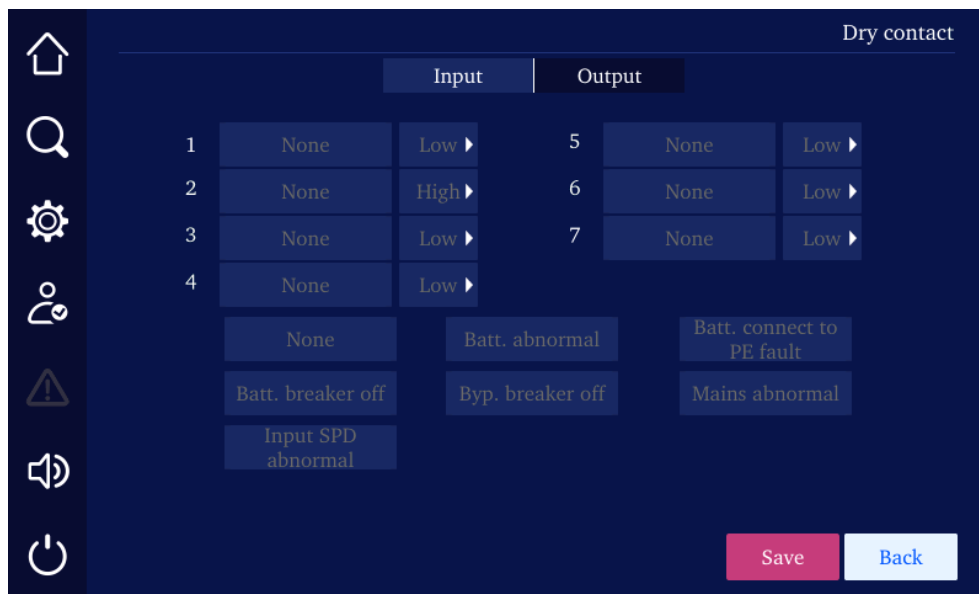 Dry contact
Input Output
1 None Low 5 None Low
2 None High 6 None Low
3 None Low 7 None Low
4 None Low
None Batt. abnormal Batt. connect to
PE fault
Batt. breaker off Byp. breaker off Mains abnormal
Input SPD
abnormal
Save Back